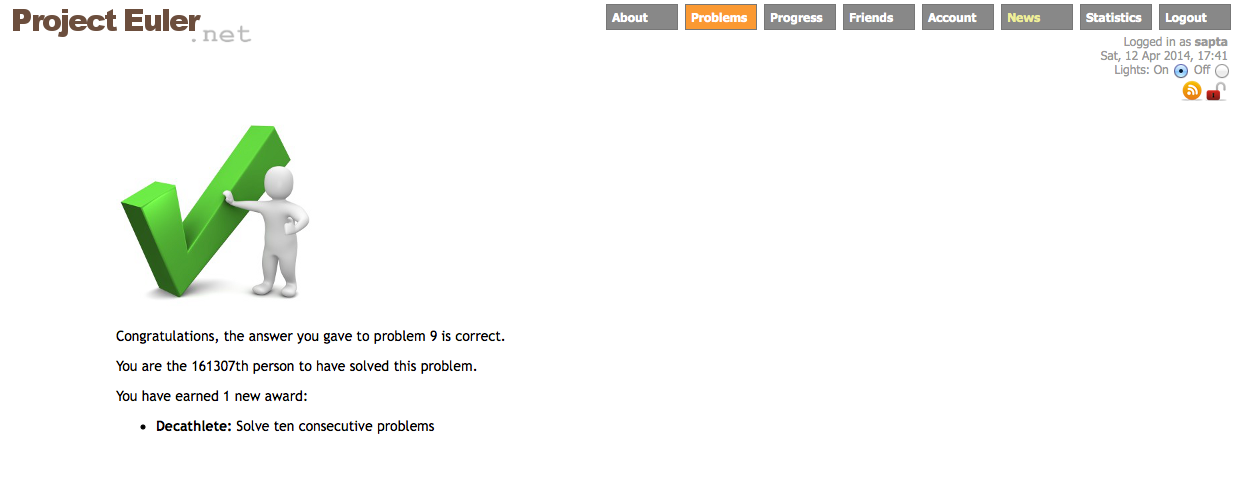 Project Euler
.net
About Problems Progress Friends Account News Statistics Logout
Logged in as sapta
Sat, 12 Apr 2014, 17:41
Lights: On Off
Congratulations, the answer you gave to problem 9 is correct.
You are the 161307th person to have solved this problem.
You have earned 1 new award:
• Decathlete: Solve ten consecutive problems